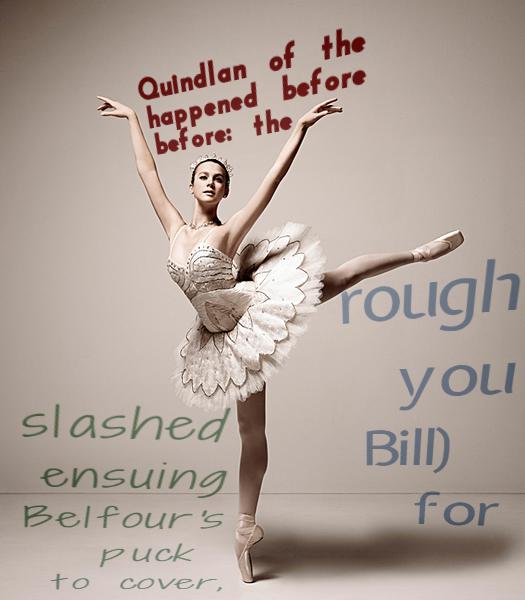 Quindlan of the
happened before
before: the
rough
you
Bill)
for
slashed
ensuing
Belfour's
puck
to cover,